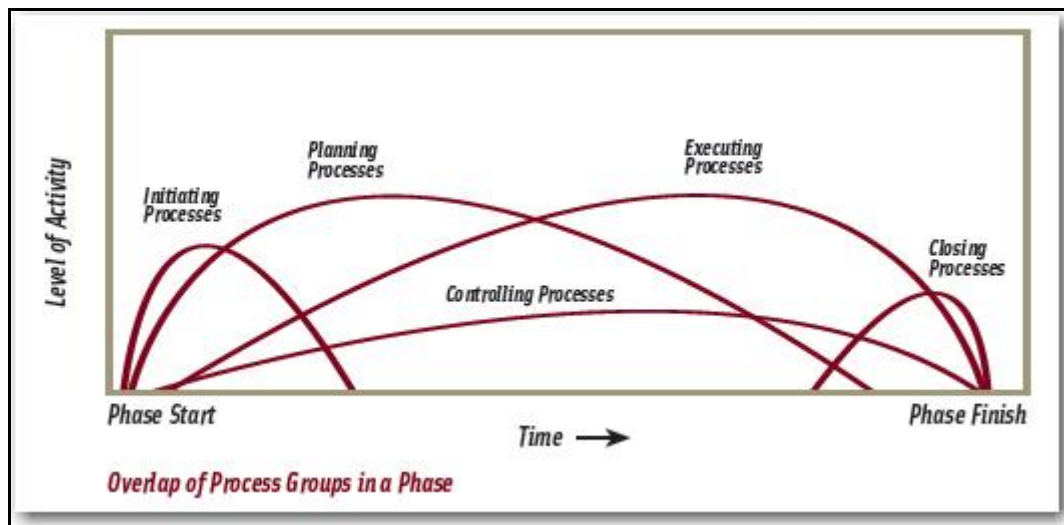 Planning
Processes
Executing
Processes
Initiating
Processes
Closing
Processes
Controlling Processes
Level of Activity
Phase Start
Phase Finish
Time
Overlap of Process Groups in a Phase